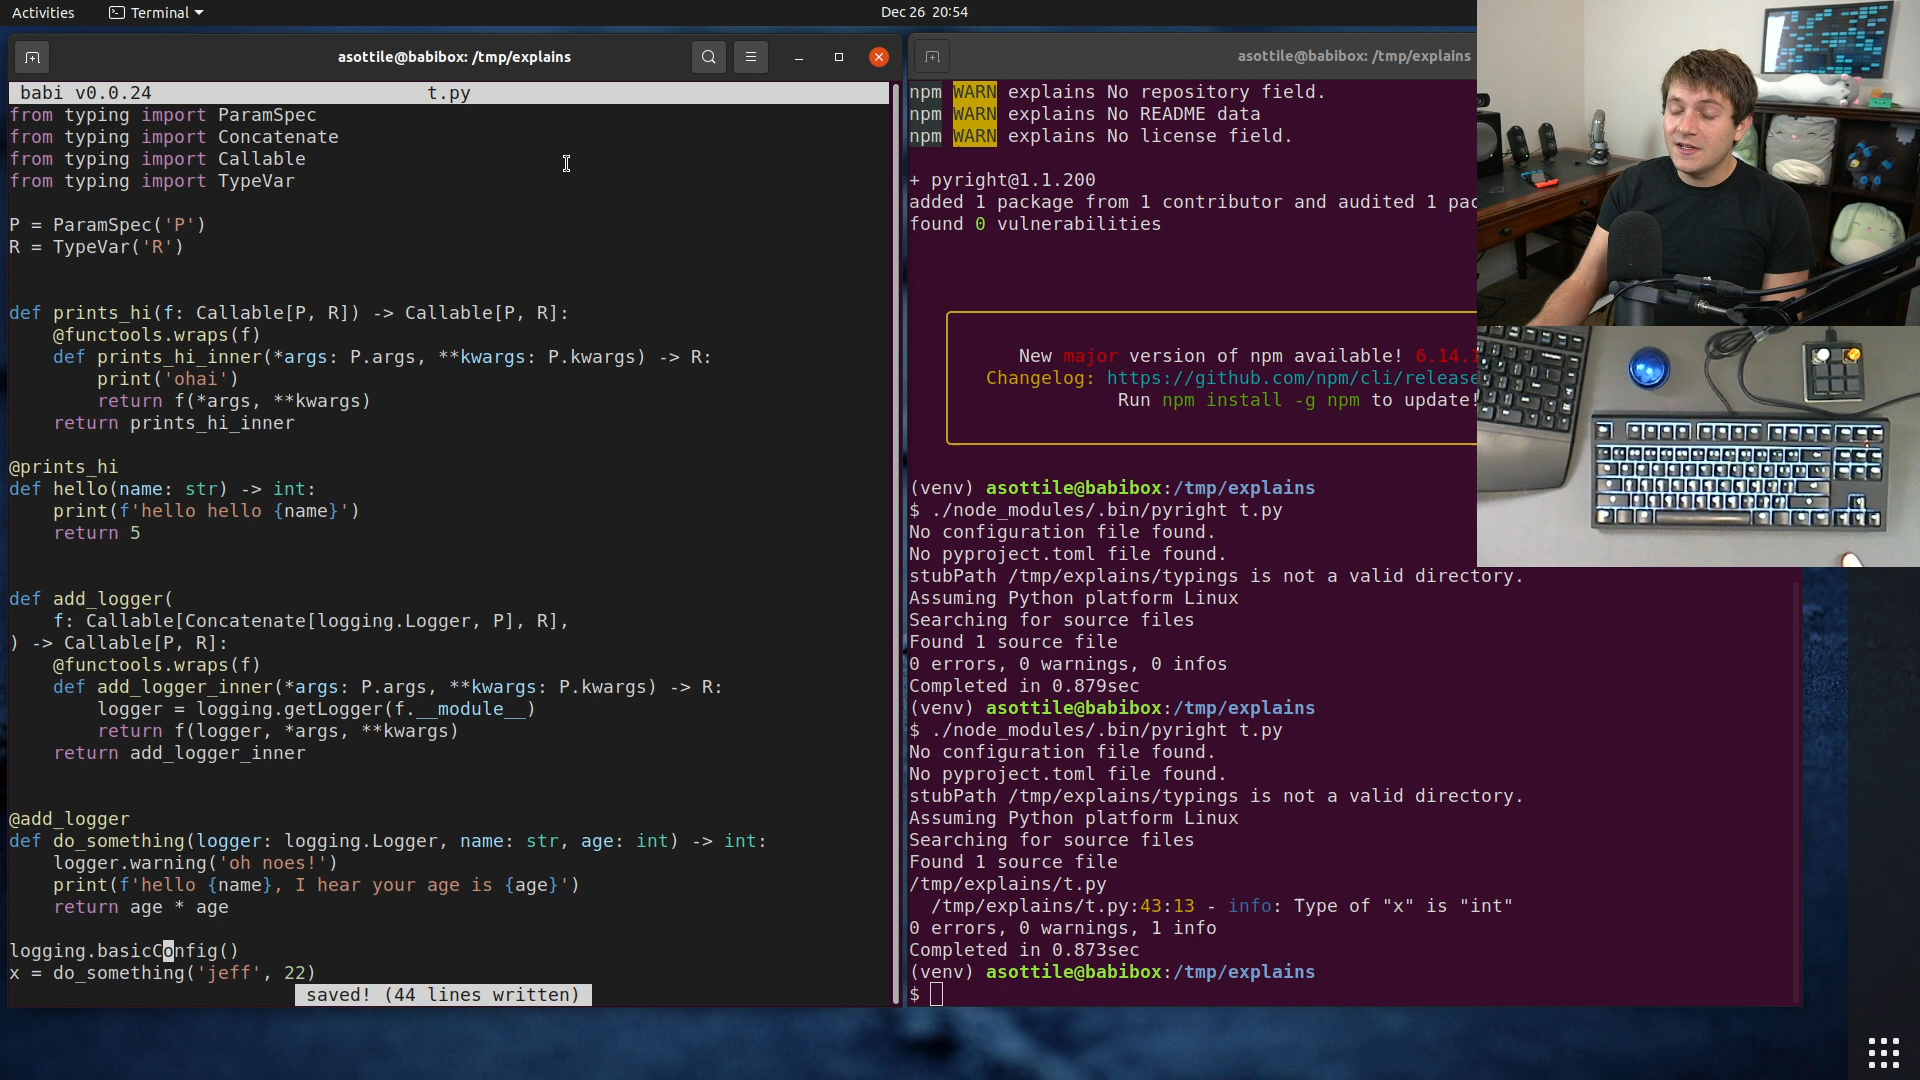 Activities
Terminal
Dec 26 20:54
asottile@babibox: /tmp/explains
babi v0.0.24 t.py
from typing import ParamSpec
from typing import Concatenate
from typing import Callable
from typing import TypeVar
P = ParamSpec('P')
R = TypeVar('R')
def prints_hi(f: Callable[P, R]) -> Callable[P, R]:
    @functools.wraps(f)
    def prints_hi_inner(*args: P.args, **kwargs: P.kwargs) -> R:
        print('ohai')
        return f(*args, **kwargs)
    return prints_hi_inner
@prints_hi
def hello(name: str) -> int:
    print(f'hello hello {name}')
    return 5
def add_logger(
    f: Callable[Concatenate[logging.Logger, P], R],
) -> Callable[P, R]:
    @functools.wraps(f)
    def add_logger_inner(*args: P.args, **kwargs: P.kwargs) -> R:
        logger = logging.getLogger(f.__module__)
        return f(logger, *args, **kwargs)
    return add_logger_inner
@add_logger
def do_something(logger: logging.Logger, name: str, age: int) -> int:
    logger.warning('oh noes!')
    print(f'hello {name}, I hear your age is {age}')
    return age * age
logging.basicConfig()
x = do_something('jeff', 22)
saved! (44 lines written)
asottile@babibox: /tmp/explains
npm WARN explains No repository field.
npm WARN explains No README data
npm WARN explains No license field.
+ pyright@1.1.200
added 1 package from 1 contributor and audited 1 pac
found 0 vulnerabilities
New major version of npm available! 6.14.1
Changelog: https://github.com/npm/cli/release
Run npm install -g npm to update!
(venv) asottile@babibox:/tmp/explains
$ ./node_modules/.bin/pyright t.py
No configuration file found.
No pyproject.toml file found.
stubPath /tmp/explains/typings is not a valid directory.
Assuming Python platform Linux
Searching for source files
Found 1 source file
0 errors, 0 warnings, 0 infos
Completed in 0.879sec
(venv) asottile@babibox:/tmp/explains
$ ./node_modules/.bin/pyright t.py
No configuration file found.
No pyproject.toml file found.
stubPath /tmp/explains/typings is not a valid directory.
Assuming Python platform Linux
Searching for source files
Found 1 source file
/tmp/explains/t.py
  /tmp/explains/t.py:43:13 - info: Type of "x" is "int"
0 errors, 0 warnings, 1 info
Completed in 0.873sec
(venv) asottile@babibox:/tmp/explains
$